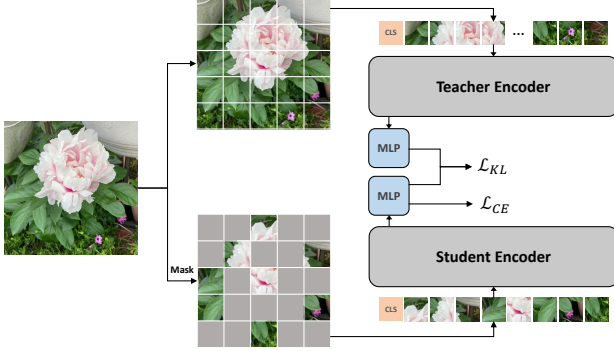 CLS
...
Teacher Encoder
MLP
ℒ_KL
MLP
ℒ_CE
Mask
Student Encoder
CLS